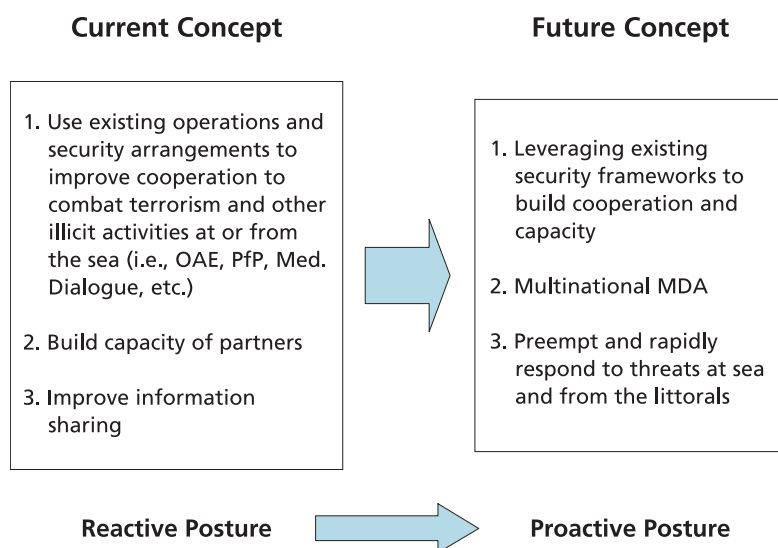 Current Concept
1. Use existing operations and
security arrangements to
improve cooperation to
combat terrorism and other
illicit activities at or from
the sea (i.e., OAE, PfP, Med.
Dialogue, etc.)
2. Build capacity of partners
3. Improve information
sharing
Future Concept
1. Leveraging existing
security frameworks to
build cooperation and
capacity
2. Multinational MDA
3. Preempt and rapidly
respond to threats at sea
and from the littorals
Reactive Posture
Proactive Posture